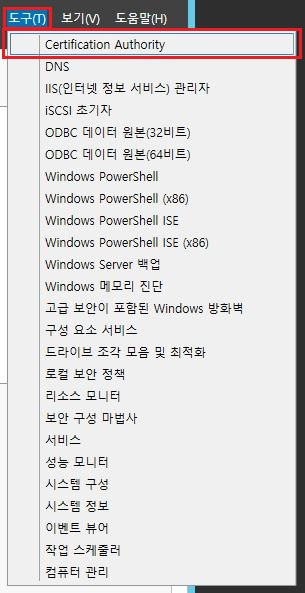 도구(T) 보기(V) 도움말(H)
Certification Authority
DNS
IIS(인터넷 정보 서비스) 관리자
iSCSI 초기자
ODBC 데이터 원본(32비트)
ODBC 데이터 원본(64비트)
Windows PowerShell
Windows PowerShell (x86)
Windows PowerShell ISE
Windows PowerShell ISE (x86)
Windows Server 백업
Windows 메모리 진단
고급 보안이 포함된 Windows 방화벽
구성 요소 서비스
드라이브 조각 모음 및 최적화
로컬 보안 정책
리소스 모니터
보안 구성 마법사
서비스
성능 모니터
시스템 구성
시스템 정보
이벤트 뷰어
작업 스케줄러
컴퓨터 관리